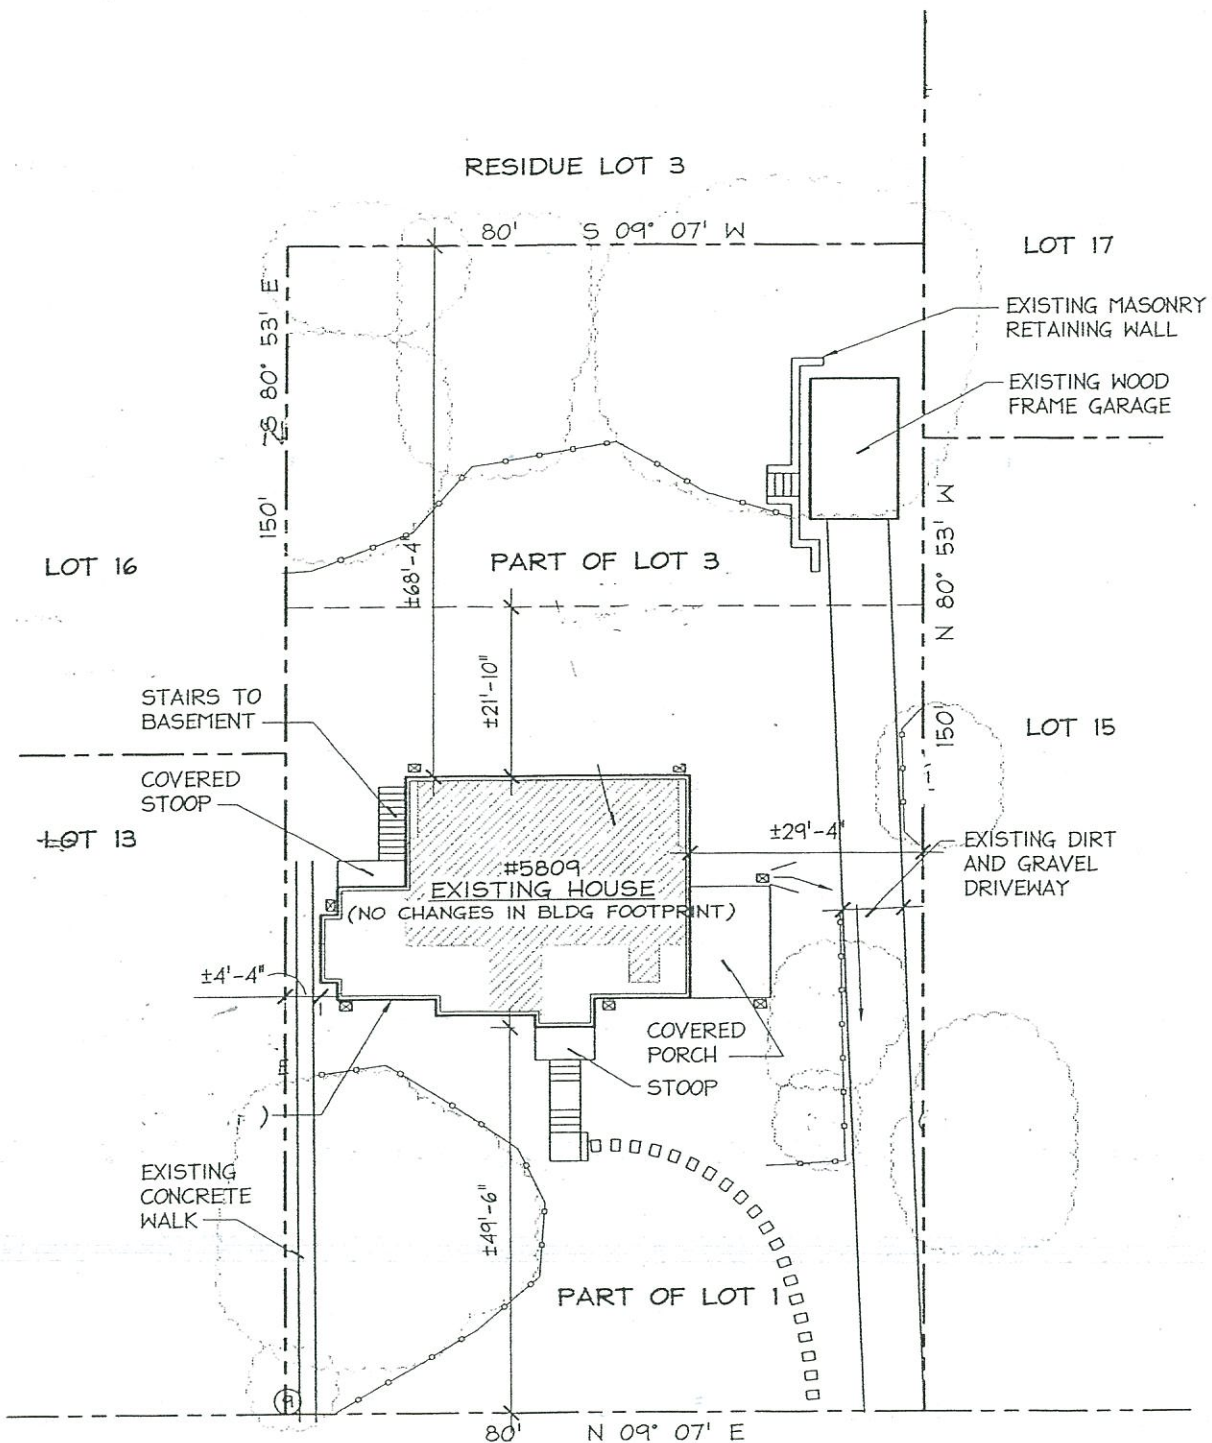 RESIDUE LOT 3
80' S 09° 07' W
LOT 17
EXISTING MASONRY
RETAINING WALL
EXISTING WOOD
FRAME GARAGE
150' S 80° 53' E
LOT 16
PART OF LOT 3
±68'-4"
N 80° 53' W
150'
±21'-10"
STAIRS TO
BASEMENT
LOT 15
COVERED
STOOP
LOT 13
±29'-4"
EXISTING DIRT
AND GRAVEL
DRIVEWAY
#5809
EXISTING HOUSE
(NO CHANGES IN BLDG FOOTPRINT)
±4'-4"
COVERED
PORCH
STOOP
)
EXISTING
CONCRETE
WALK
±49'-6"
PART OF LOT 1
80' N 09° 07' E